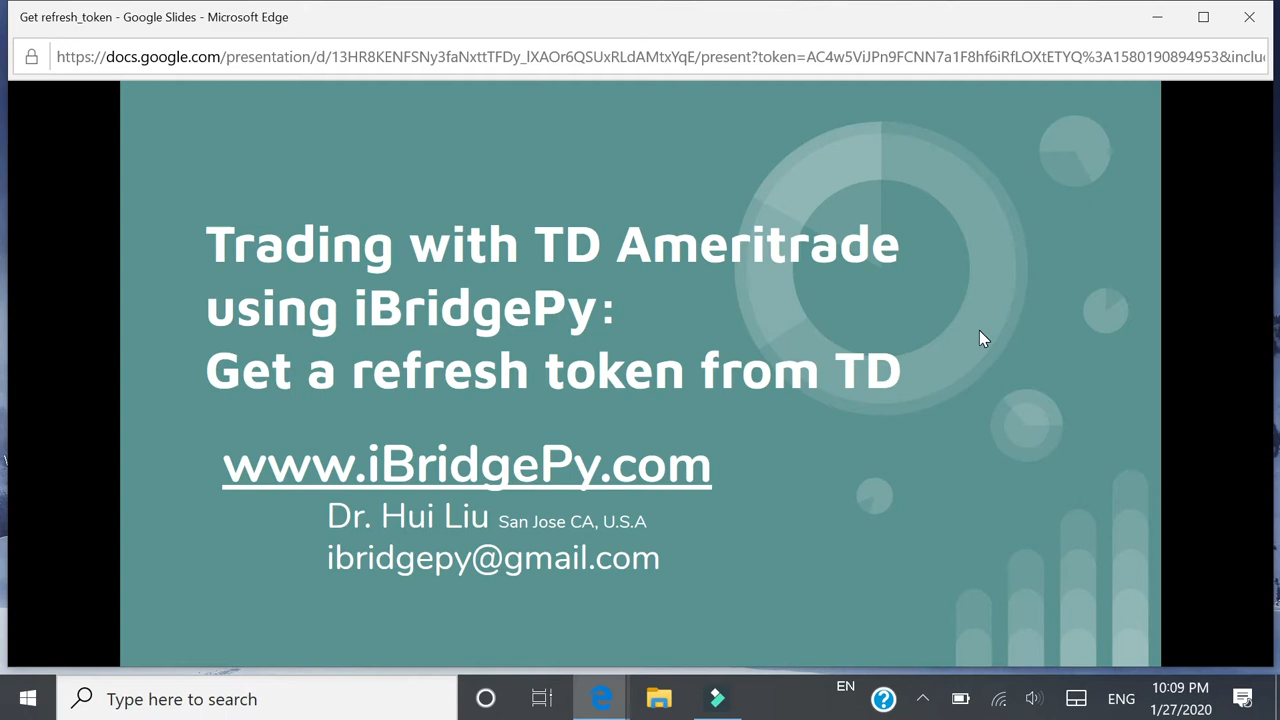 Get refresh_token - Google Slides - Microsoft Edge
https://docs.google.com/presentation/d/13HR8KENFSNy3faNxttTFDy_lXAOr6QSUxRLdAMtxYqE/present?token=AC4w5ViJPn9FCNN7a1F8hf6iRfLOXtETYQ%3A1580190894953&inclu
Trading with TD Ameritrade
using iBridgePy:
Get a refresh token from TD
www.iBridgePy.com
Dr. Hui Liu San Jose CA, U.S.A
ibridgepy@gmail.com
Type here to search
EN
ENG
10:09 PM
1/27/2020